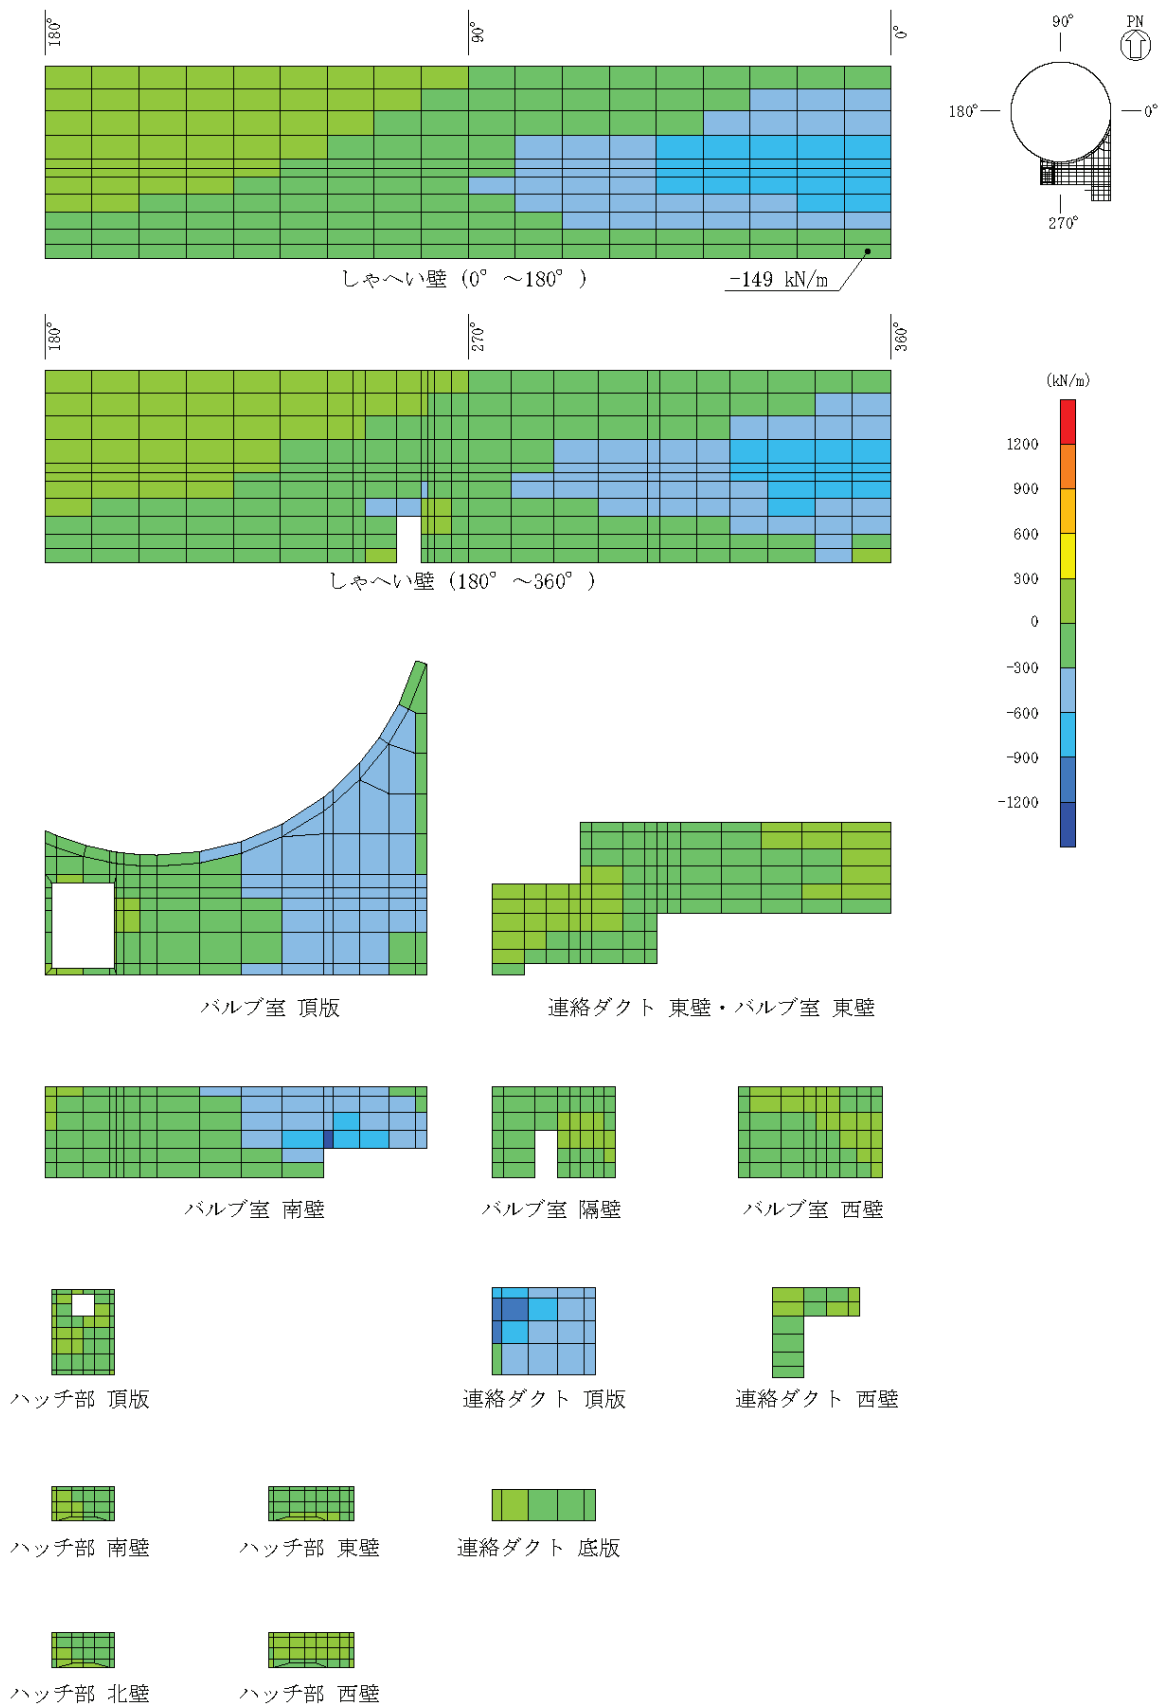 180°
90°
0°
90°
PN
180°
0°
270°
しゃへい壁 (0° ～180° )
-149 kN/m
180°
270°
360°
(kN/m)
1200
900
600
300
0
-300
-600
-900
-1200
しゃへい壁 (180° ～360° )
バルブ室 頂版
連絡ダクト 東壁・バルブ室 東壁
バルブ室 南壁
バルブ室 隔壁
バルブ室 西壁
ハッチ部 頂版
連絡ダクト 頂版
連絡ダクト 西壁
ハッチ部 南壁
ハッチ部 東壁
連絡ダクト 底版
ハッチ部 北壁
ハッチ部 西壁